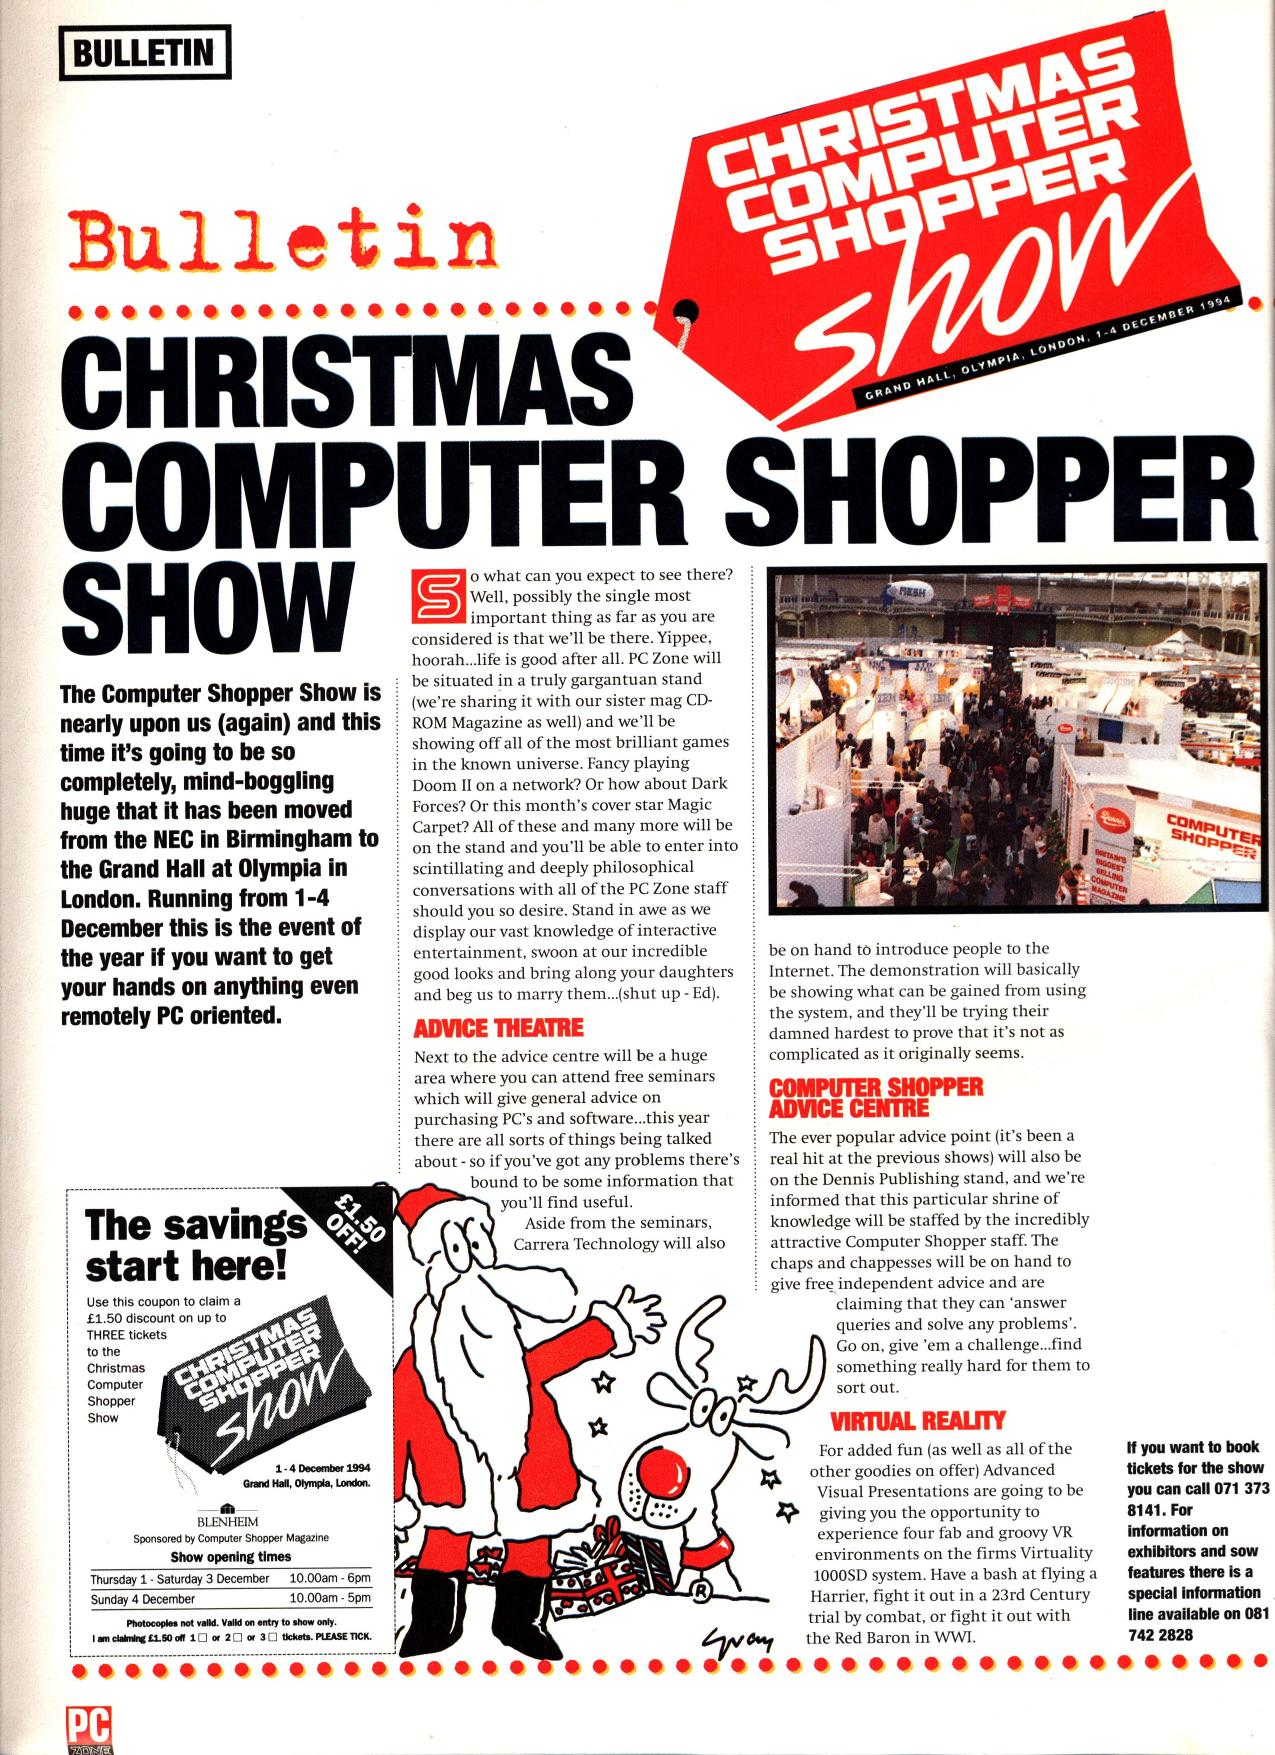 BULLETIN
CHRISTMAS
COMPUTER
SHOPPER
show
GRAND HALL, OLYMPIA, LONDON, 1-4 DECEMBER 1994
Bulletin
CHRISTMAS
COMPUTER SHOPPER
SHOW
The Computer Shopper Show is
nearly upon us (again) and this
time it's going to be so
completely, mind-boggling
huge that it has been moved
from the NEC in Birmingham to
the Grand Hall at Olympia in
London. Running from 1-4
December this is the event of
the year if you want to get
your hands on anything even
remotely PC oriented.
So what can you expect to see there?
Well, possibly the single most
important thing as far as you are
considered is that we'll be there. Yippee,
hoorah...life is good after all. PC Zone will
be situated in a truly gargantuan stand
(we're sharing it with our sister mag CD-
ROM Magazine as well) and we'll be
showing off all of the most brilliant games
in the known universe. Fancy playing
Doom II on a network? Or how about Dark
Forces? Or this month's cover star Magic
Carpet? All of these and many more will be
on the stand and you'll be able to enter into
scintillating and deeply philosophical
conversations with all of the PC Zone staff
should you so desire. Stand in awe as we
display our vast knowledge of interactive
entertainment, swoon at our incredible
good looks and bring along your daughters
and beg us to marry them...(shut up - Ed).
ADVICE THEATRE
Next to the advice centre will be a huge
area where you can attend free seminars
which will give general advice on
purchasing PC's and software...this year
there are all sorts of things being talked
about - so if you've got any problems there's
bound to be some information that
you'll find useful.
Aside from the seminars,
Carrera Technology will also
MESH
IBM
IBM
Dennis
COMPUTER
SHOPPER
BRITAIN'S
BIGGEST
SELLING
COMPUTER
MAGAZINE
be on hand to introduce people to the
Internet. The demonstration will basically
be showing what can be gained from using
the system, and they'll be trying their
damned hardest to prove that it's not as
complicated as it originally seems.
COMPUTER SHOPPER
ADVICE CENTRE
The ever popular advice point (it's been a
real hit at the previous shows) will also be
on the Dennis Publishing stand, and we're
informed that this particular shrine of
knowledge will be staffed by the incredibly
attractive Computer Shopper staff. The
chaps and chappesses will be on hand to
give free independent advice and are
claiming that they can 'answer
queries and solve any problems'.
Go on, give 'em a challenge...find
something really hard for them to
sort out.
VIRTUAL REALITY
For added fun (as well as all of the
other goodies on offer) Advanced
Visual Presentations are going to be
giving you the opportunity to
experience four fab and groovy VR
environments on the firms Virtuality
1000SD system. Have a bash at flying a
Harrier, fight it out in a 23rd Century
trial by combat, or fight it out with
the Red Baron in WWI.
If you want to book
tickets for the show
you can call 071 373
8141. For
information on
exhibitors and sow
features there is a
special information
line available on 081
742 2828
The savings
start here!
£1.50
OFF!
Use this coupon to claim a
£1.50 discount on up to
THREE tickets
to the
Christmas
Computer
Shopper
Show
CHRISTMAS
COMPUTER
SHOPPER
show
1 - 4 December 1994
Grand Hall, Olympia, London.
BLENHEIM
Sponsored by Computer Shopper Magazine
Show opening times
Thursday 1 - Saturday 3 December 10.00am - 6pm
Sunday 4 December 10.00am - 5pm
Photocopies not valid. Valid on entry to show only.
I am claiming £1.50 off 1 □ or 2 □ or 3 □ tickets. PLEASE TICK.
R
Gray
PC
ZONE